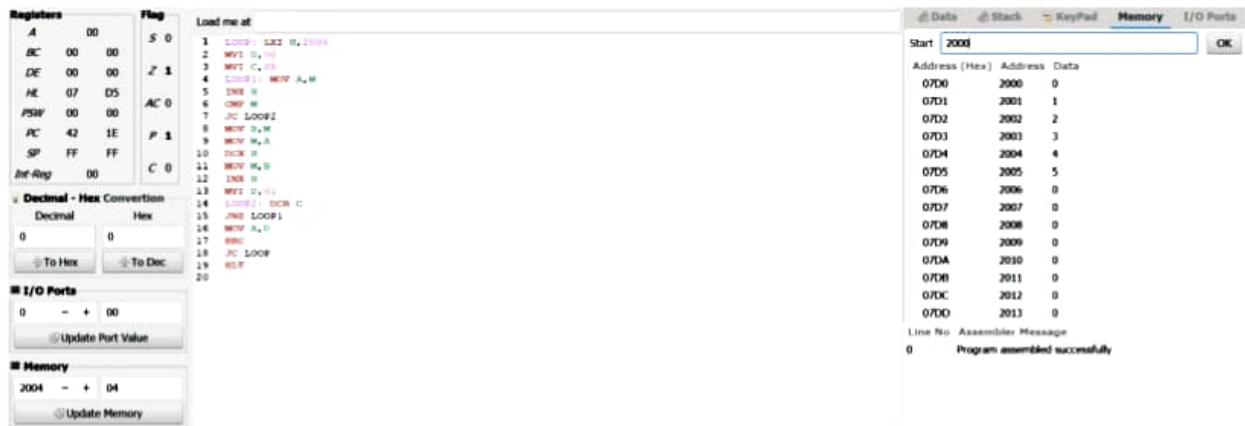 Registers
A 00
BC 00 00
DE 00 00
HL 07 D5
PSW 00 00
PC 42 1E
SP FF FF
Int-Reg 00
Flag
S 0
Z 1
AC 0
P 1
C 0
Decimal - Hex Convertion
Decimal Hex
0 0
To Hex To Dec
I/O Ports
0 - + 00
Update Port Value
Memory
2004 - + 04
Update Memory
Load me at
1 LOOP: LXI H,2000
2 MVI D,00
3 MVI C,05
4 LOOP1: MOV A,M
5 INX H
6 CMP M
7 JC LOOP2
8 MOV B,M
9 MOV M,A
10 DCX H
11 MOV M,B
12 INX H
13 MVI D,01
14 LOOP2: DCR C
15 JNZ LOOP1
16 MOV A,D
17 RRC
18 JC LOOP
19 HLT
20
Data Stack KeyPad Memory I/O Ports
Start 2000 OK
Address (Hex) Address Data
07D0 2000 0
07D1 2001 1
07D2 2002 2
07D3 2003 3
07D4 2004 4
07D5 2005 5
07D6 2006 0
07D7 2007 0
07D8 2008 0
07D9 2009 0
07DA 2010 0
07DB 2011 0
07DC 2012 0
07DD 2013 0
Line No Assembler Message
0 Program assembled successfully